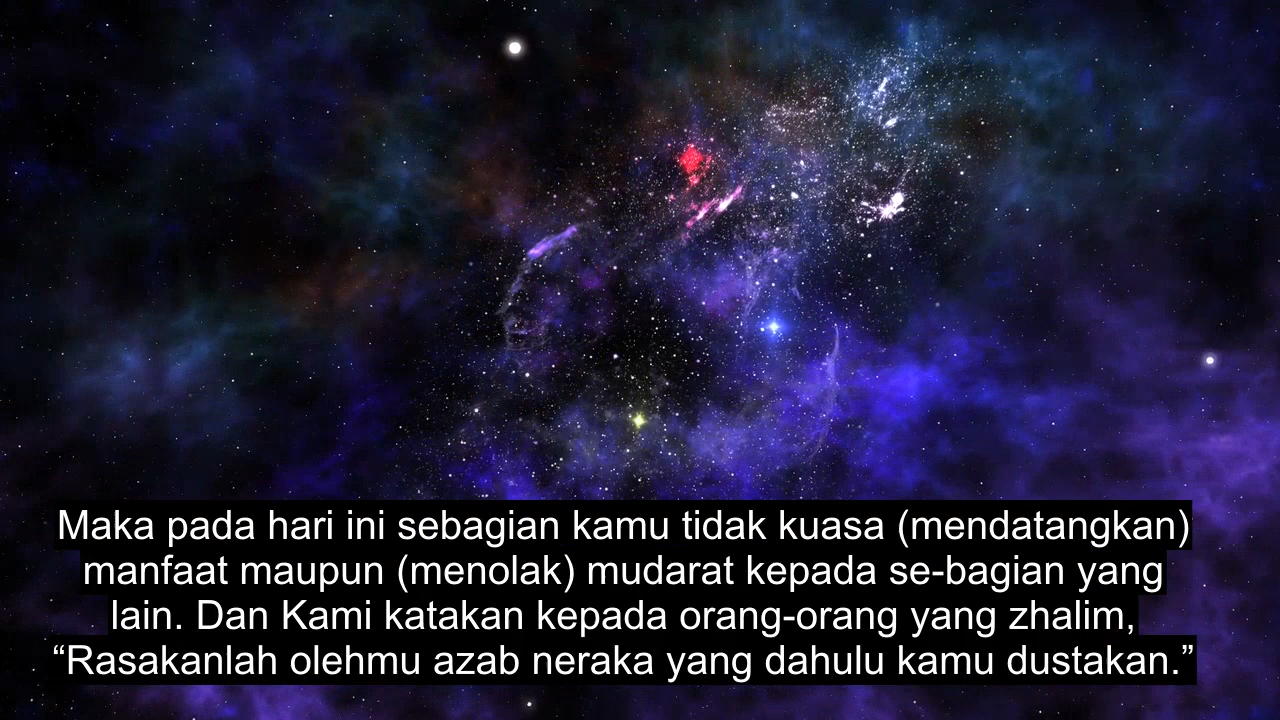 Maka pada hari ini sebagian kamu tidak kuasa (mendatangkan)
manfaat maupun (menolak) mudarat kepada se-bagian yang
lain. Dan Kami katakan kepada orang-orang yang zhalim,
“Rasakanlah olehmu azab neraka yang dahulu kamu dustakan.”